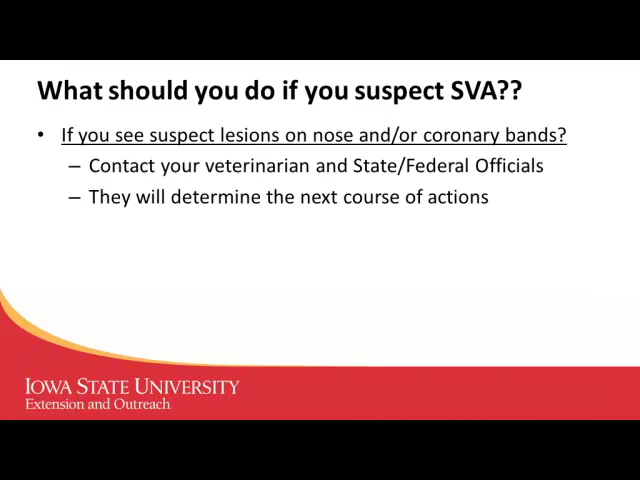 What should you do if you suspect SVA??
• If you see suspect lesions on nose and/or coronary bands?
– Contact your veterinarian and State/Federal Officials
– They will determine the next course of actions
IOWA STATE UNIVERSITY
Extension and Outreach